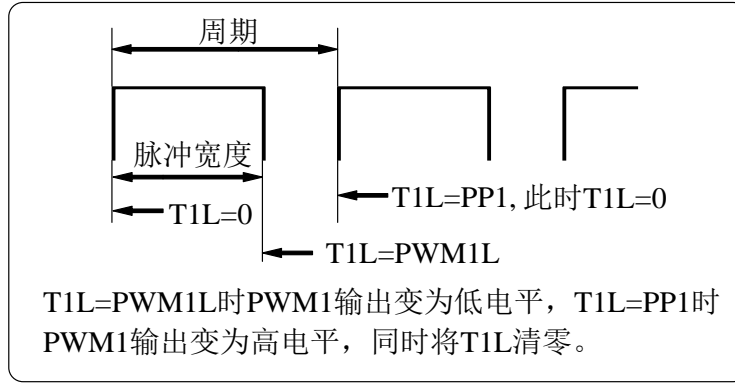 周期
脉冲宽度
T1L=PP1, 此时T1L=0
T1L=0
T1L=PWM1L
T1L=PWM1L时PWM1输出变为低电平，T1L=PP1时
PWM1输出变为高电平，同时将T1L清零。